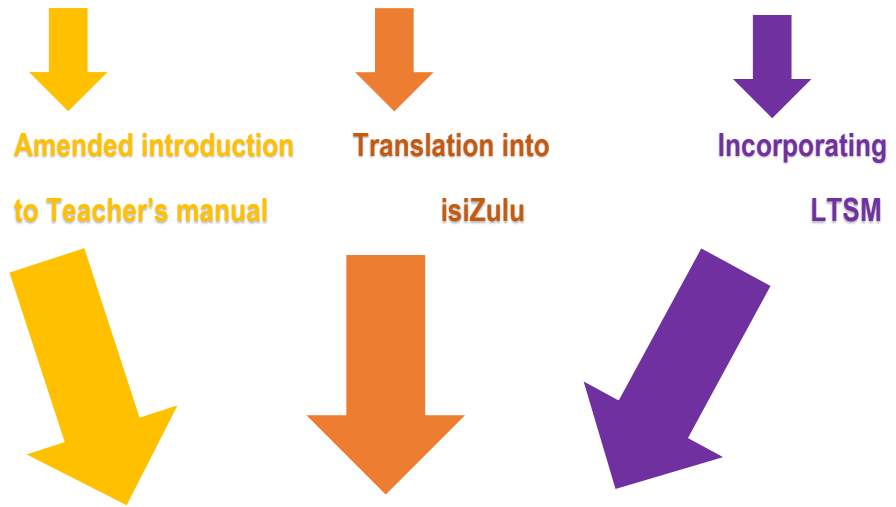 Amended introduction
to Teacher's manual
Translation into
isiZulu
Incorporating
LTSM